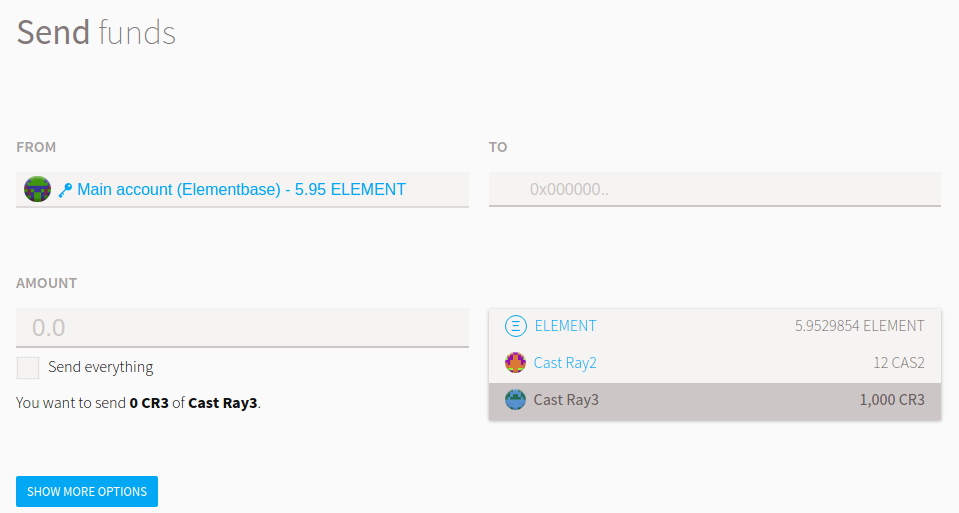 Send funds
FROM
TO
Main account (Elementbase) - 5.95 ELEMENT
0x000000..
AMOUNT
0.0
ELEMENT 5.9529854 ELEMENT
Send everything
Cast Ray2 12 CAS2
You want to send 0 CR3 of Cast Ray3.
Cast Ray3 1,000 CR3
SHOW MORE OPTIONS